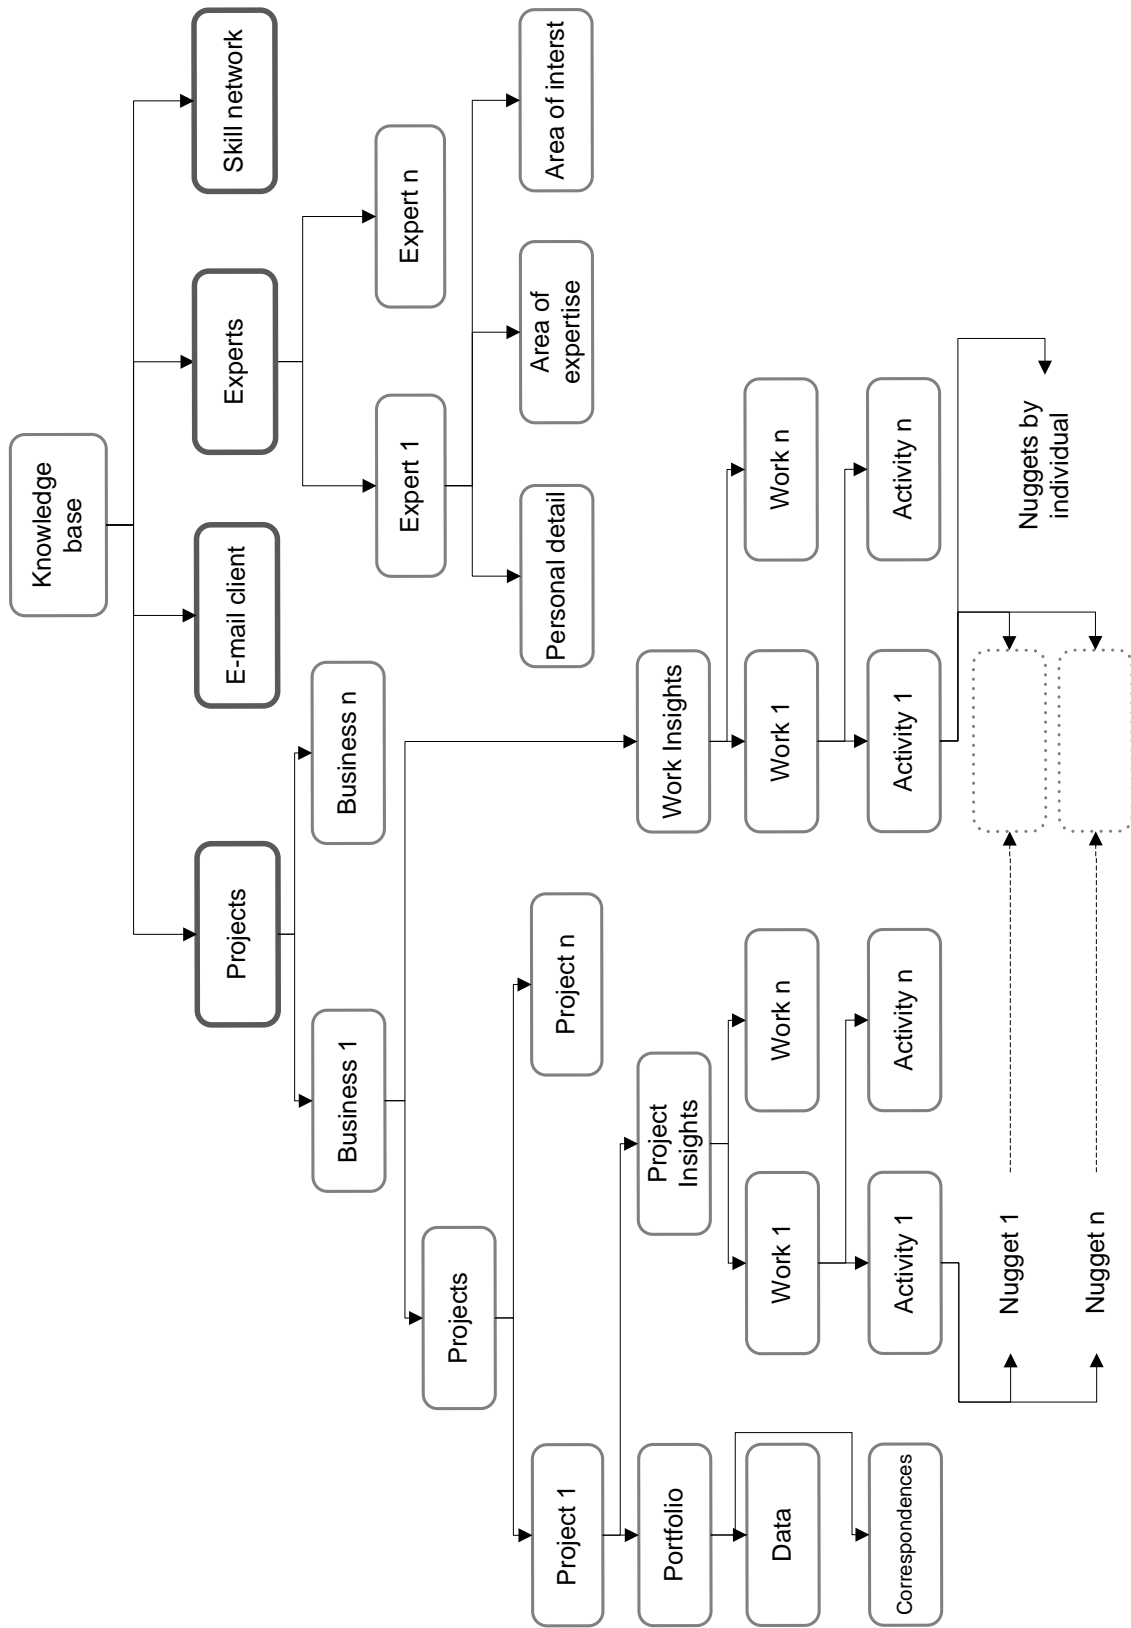 Knowledge
base
Projects
E-mail client
Experts
Skill network
Business 1
Business n
Expert 1
Expert n
Projects
Project 1
Project n
Personal detail
Area of
expertise
Area of interst
Portfolio
Project
Insights
Work Insights
Data
Work 1
Work n
Work 1
Work n
Correspondences
Activity 1
Activity n
Activity 1
Activity n
Nugget 1
Nugget n
Nuggets by
individual